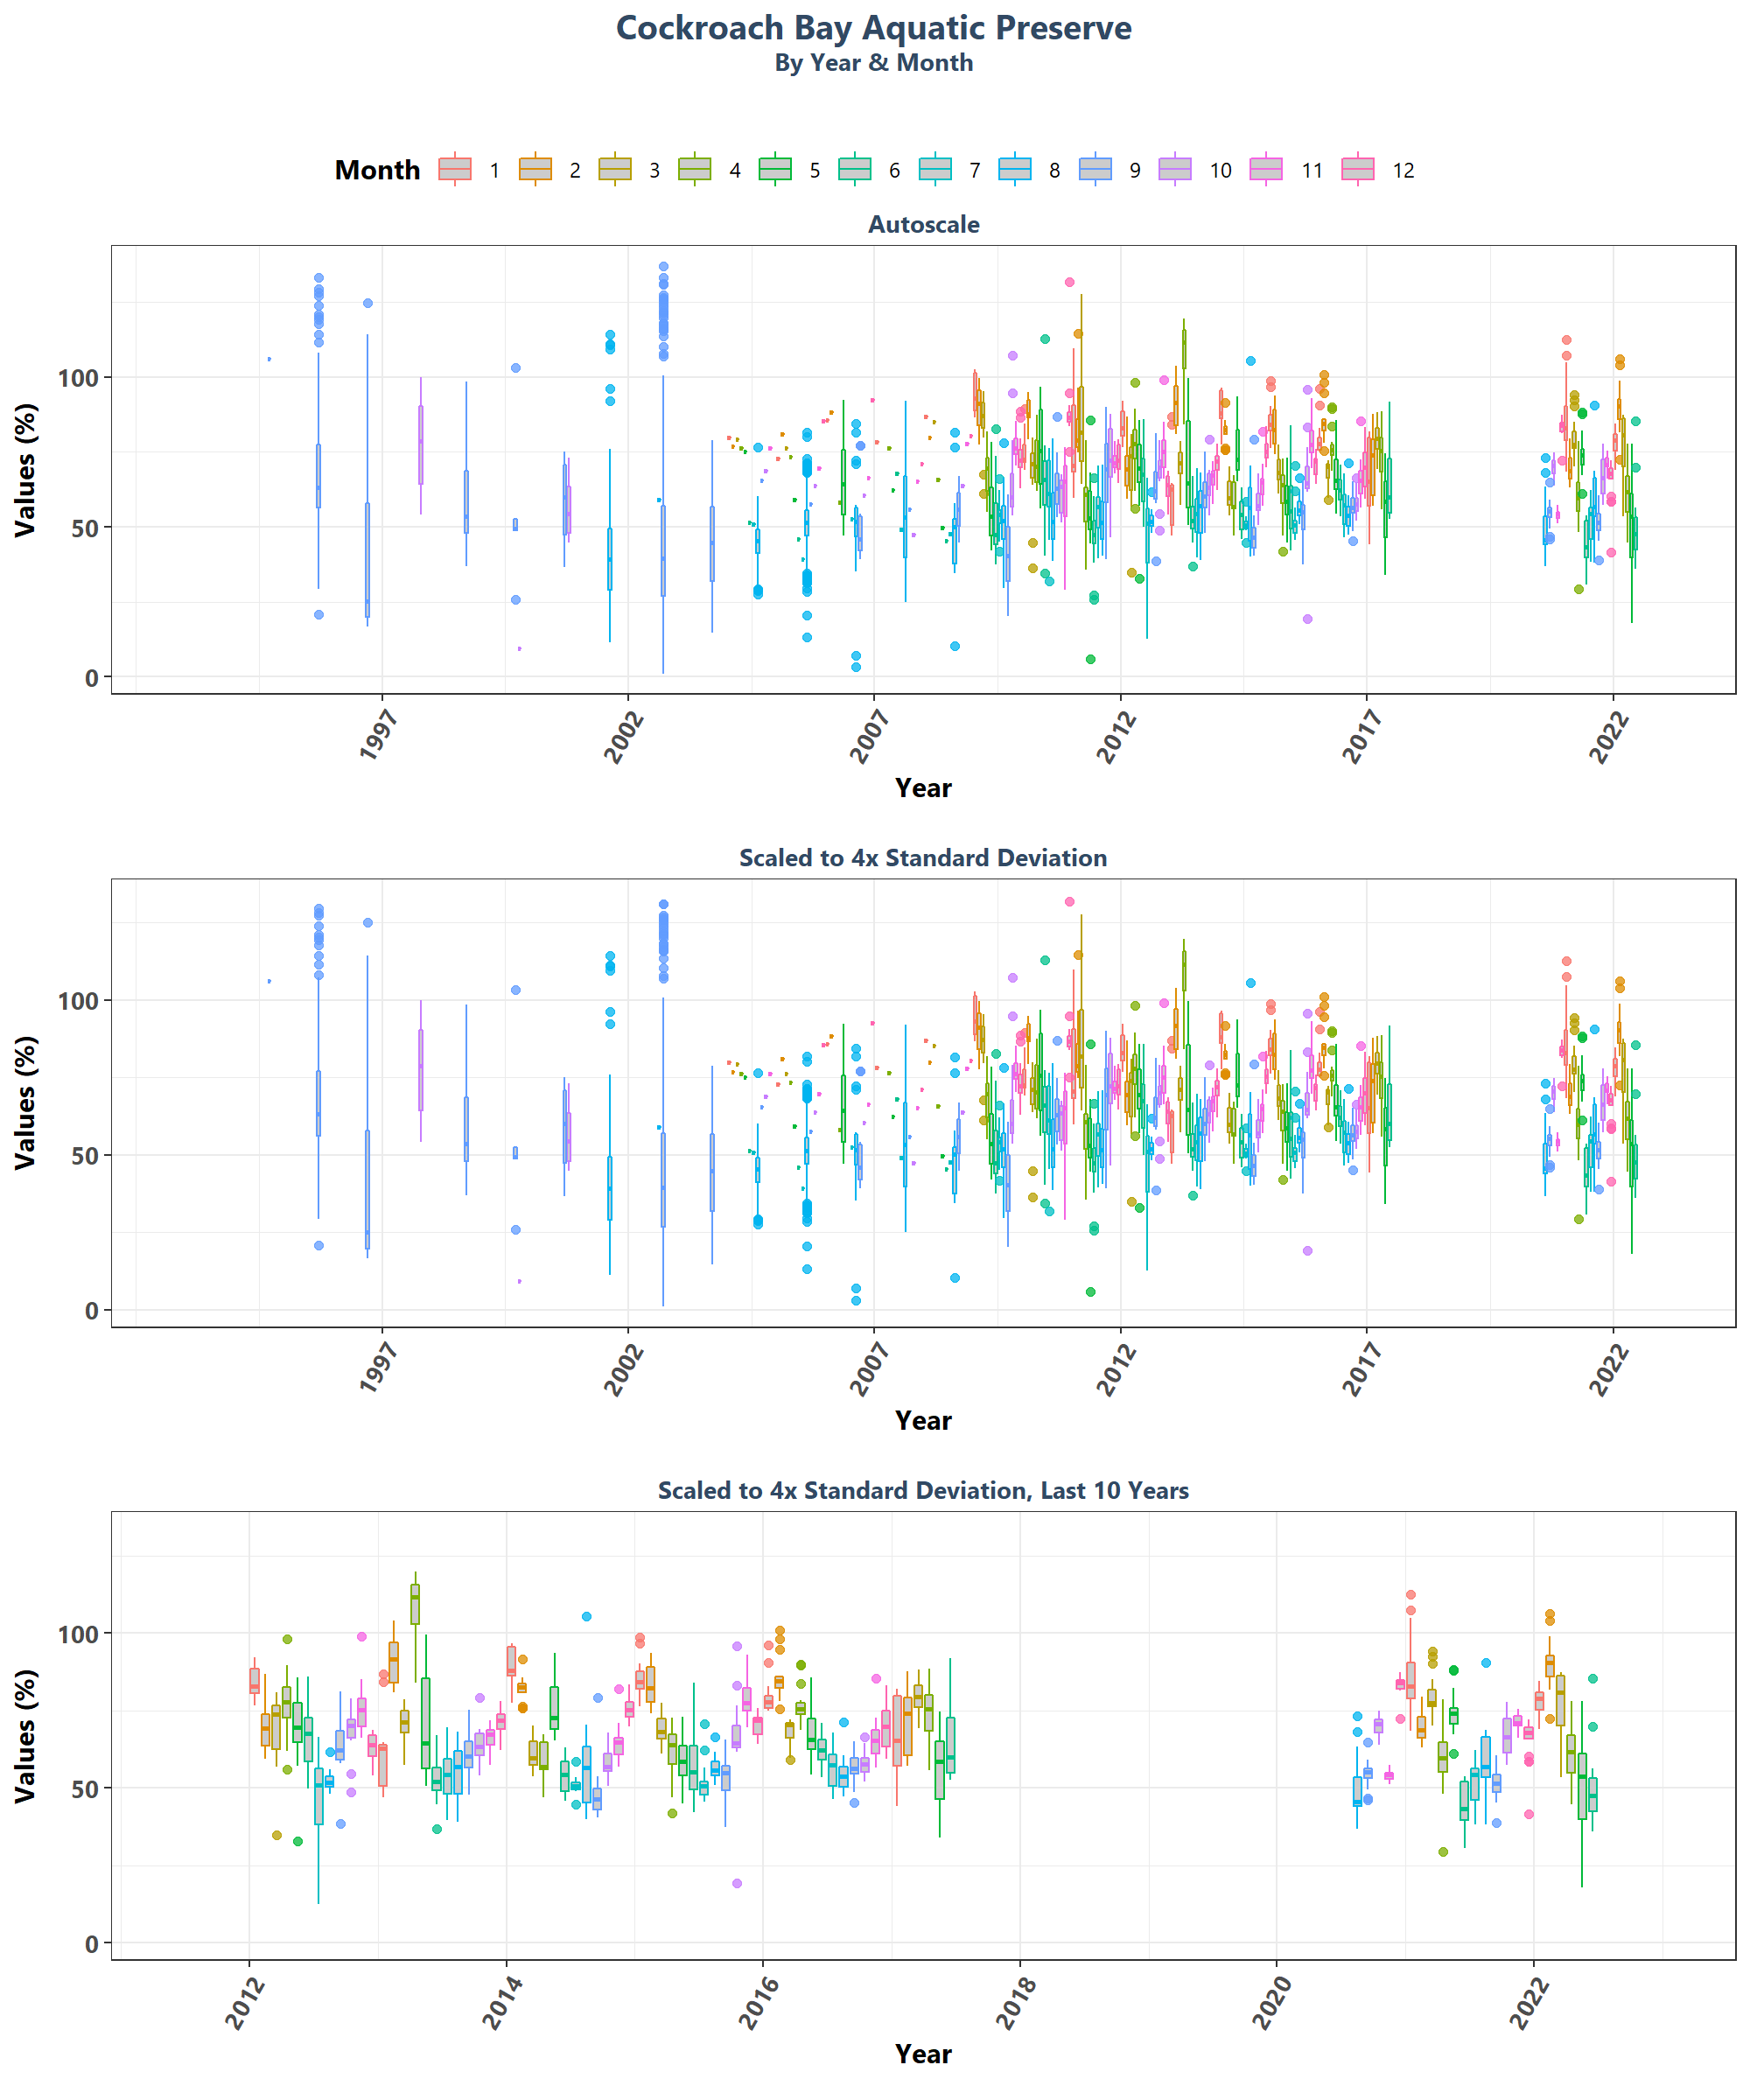 Cockroach Bay Aquatic Preserve
By Year & Month
Month 1 2 3 4 5 6 7 8 9 10 11 12
Autoscale
Values (%)
100
50
0
1997 2002 2007 2012 2017 2022
Year
Scaled to 4x Standard Deviation
Values (%)
100
50
0
1997 2002 2007 2012 2017 2022
Year
Scaled to 4x Standard Deviation, Last 10 Years
Values (%)
100
50
0
2012 2014 2016 2018 2020 2022
Year